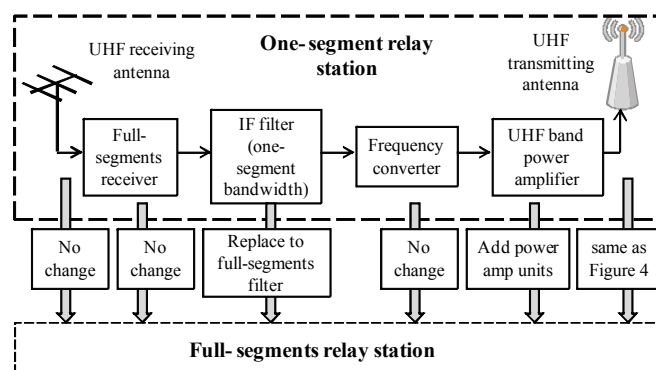 UHF receiving
antenna
One- segment relay
station
UHF
transmitting
antenna
Full-
segments
receiver
IF filter
(one-
segment
bandwidth)
Frequency
converter
UHF band
power
amplifier
No
change
No
change
Replace to
full-segments
filter
No
change
Add power
amp units
same as
Figure 4
Full- segments relay station